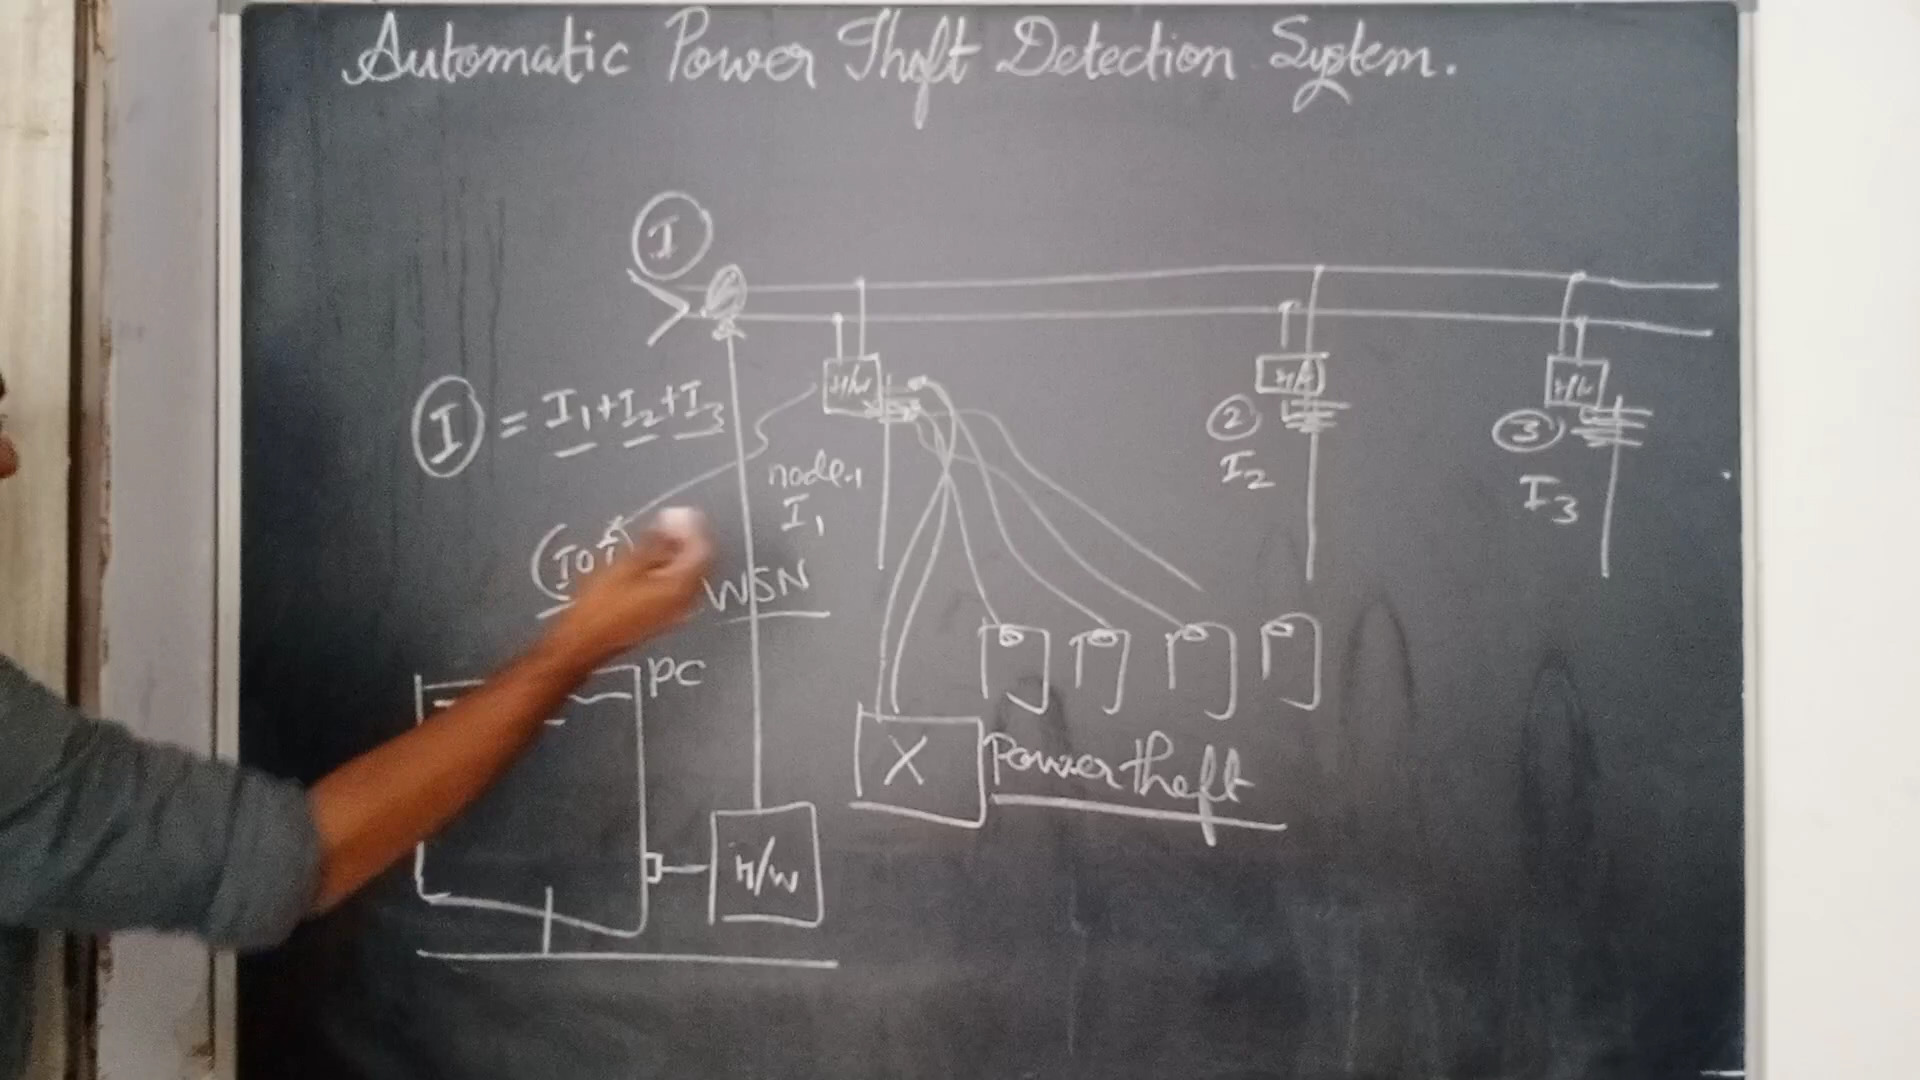 Automatic Power Theft Detection System.
I
H/W
H/W
H/W
I = I1+I2+I3
node-1
I1
2
I2
3
I3
(IOT)
WSN
PC
X
Power theft
H/W